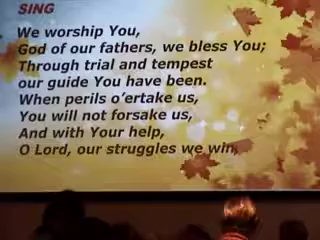 SING
We worship You,
God of our fathers, we bless You;
Through trial and tempest
our guide You have been.
When perils o'ertake us,
You will not forsake us,
And with Your help,
O Lord, our struggles we win,